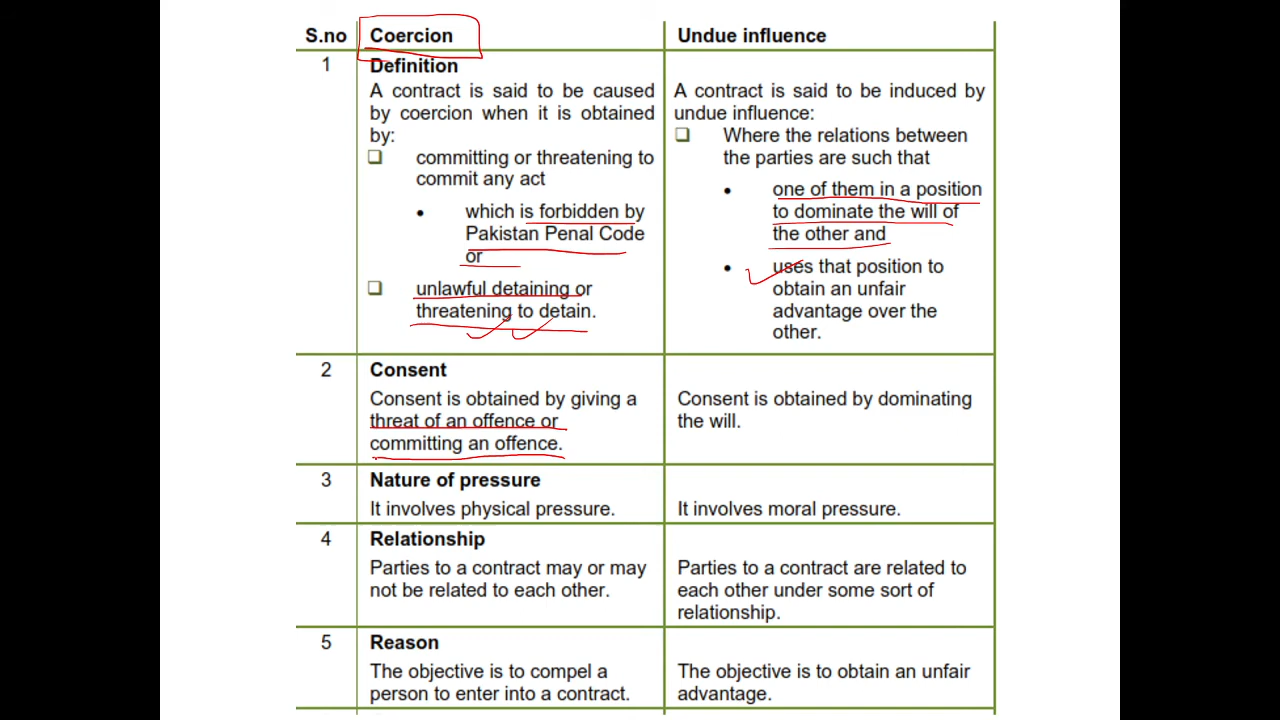 S.no Coercion Undue influence
1 Definition
A contract is said to be caused
by coercion when it is obtained
by:
❑ committing or threatening to
commit any act
• which is forbidden by
Pakistan Penal Code
or
❑ unlawful detaining or
threatening to detain.
A contract is said to be induced by
undue influence:
❑ Where the relations between
the parties are such that
• one of them in a position
to dominate the will of
the other and
• uses that position to
obtain an unfair
advantage over the
other.
2 Consent
Consent is obtained by giving a
threat of an offence or
committing an offence.
Consent is obtained by dominating
the will.
3 Nature of pressure
It involves physical pressure.
It involves moral pressure.
4 Relationship
Parties to a contract may or may
not be related to each other.
Parties to a contract are related to
each other under some sort of
relationship.
5 Reason
The objective is to compel a
person to enter into a contract.
The objective is to obtain an unfair
advantage.